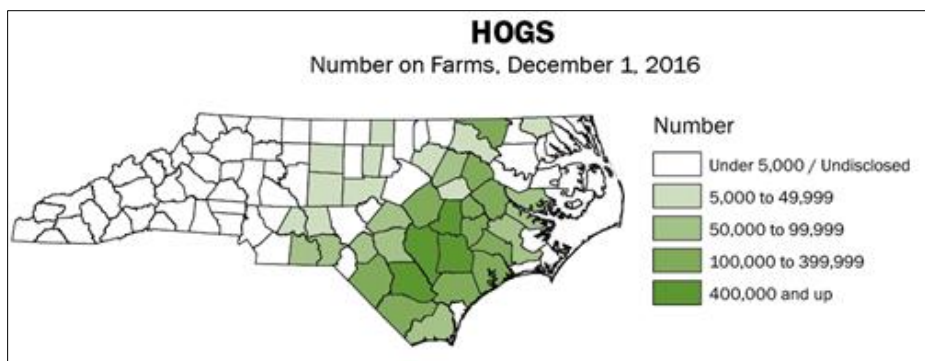 HOGS
Number on Farms, December 1, 2016
Number
Under 5,000 / Undisclosed
5,000 to 49,999
50,000 to 99,999
100,000 to 399,999
400,000 and up